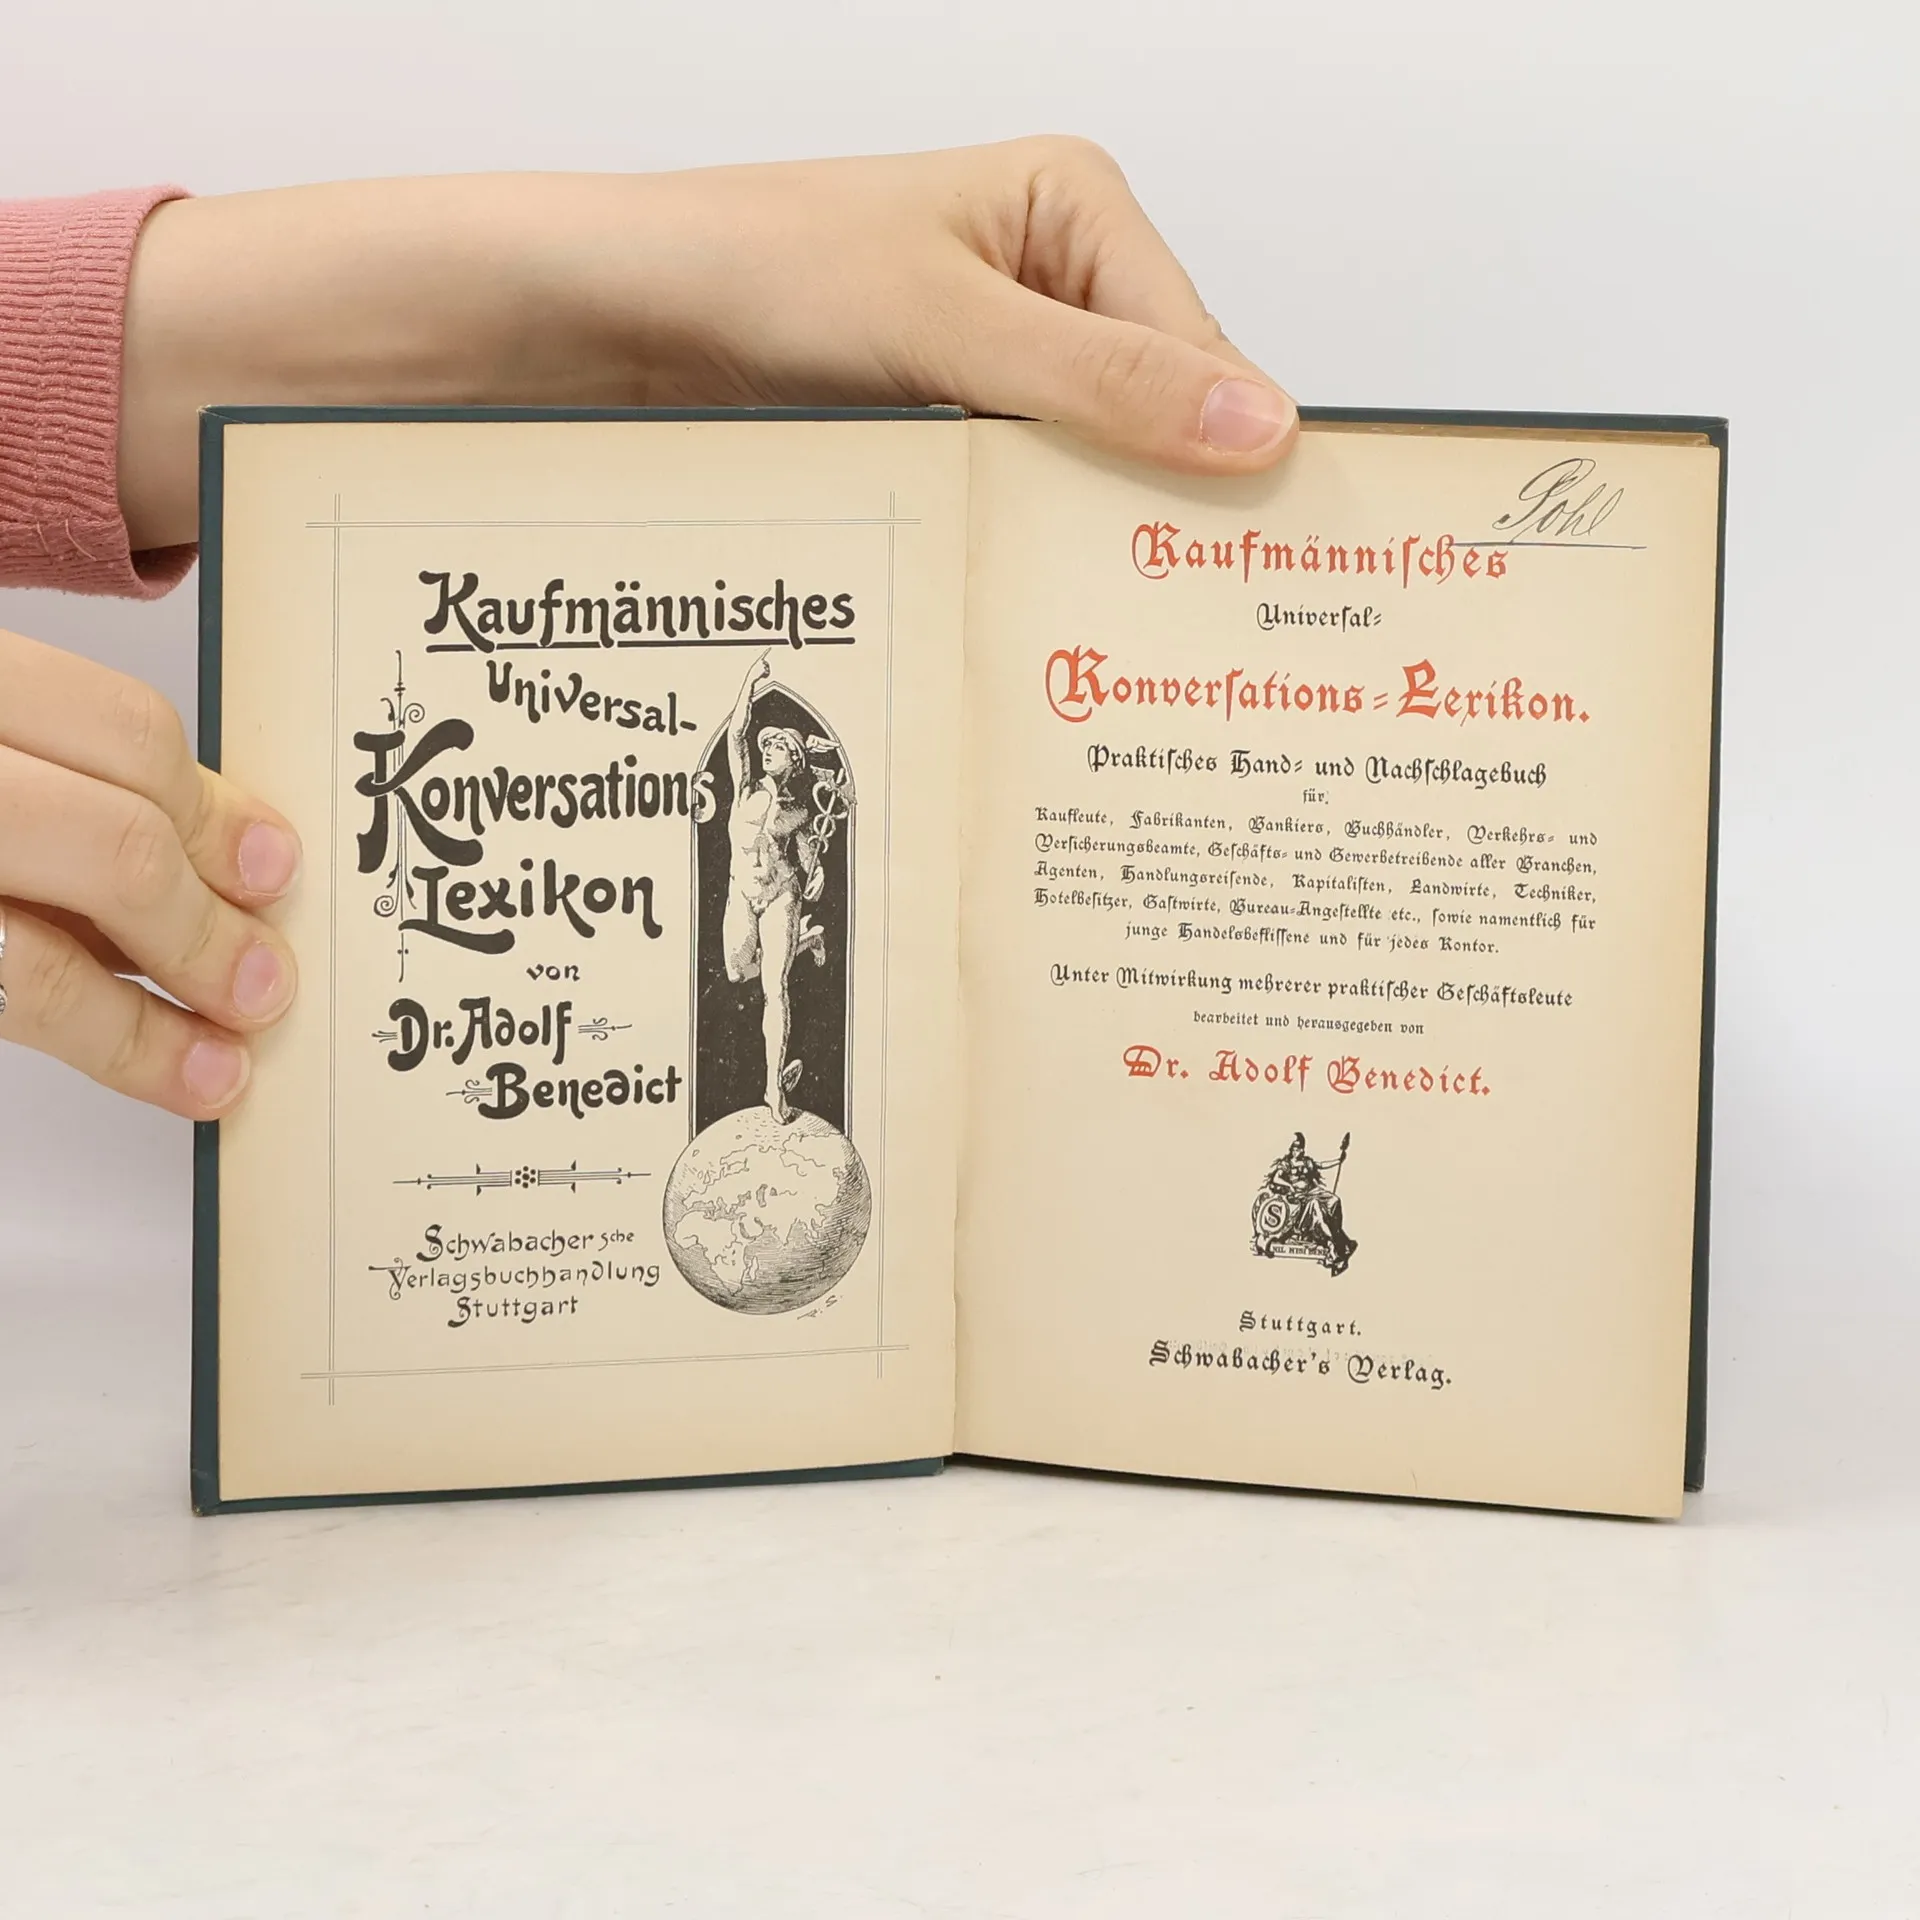 Kaufmännisches
Universal-
Konversations
Lexikon
von
Dr. Adolf
Benedict
Schwabacher'sche
Verlagsbuchhandlung
Stuttgart
R. S.
Pohl
Kaufmänniſches
Univerſal⸗
Konverſations⸗Lexikon.
Praktiſches Hand⸗ und Nachſchlagebuch
für
Kaufleute, Fabrikanten, Bankiers, Buchhändler, Verkehrs⸗ und
Verſicherungsbeamte, Geſchäfts⸗ und Gewerbetreibende aller Branchen,
Agenten, Handlungsreiſende, Kapitaliſten, Landwirte, Techniker,
Hotelbeſitzer, Gaſtwirte, Bureau⸗Angeſtellte etc., ſowie namentlich für
junge Handelsbefliſſene und für jedes Kontor.
Unter Mitwirkung mehrerer praktiſcher Geſchäftsleute
bearbeitet und herausgegeben von
Dr. Adolf Benedict.
S
Stuttgart.
Schwabacher's Verlag.